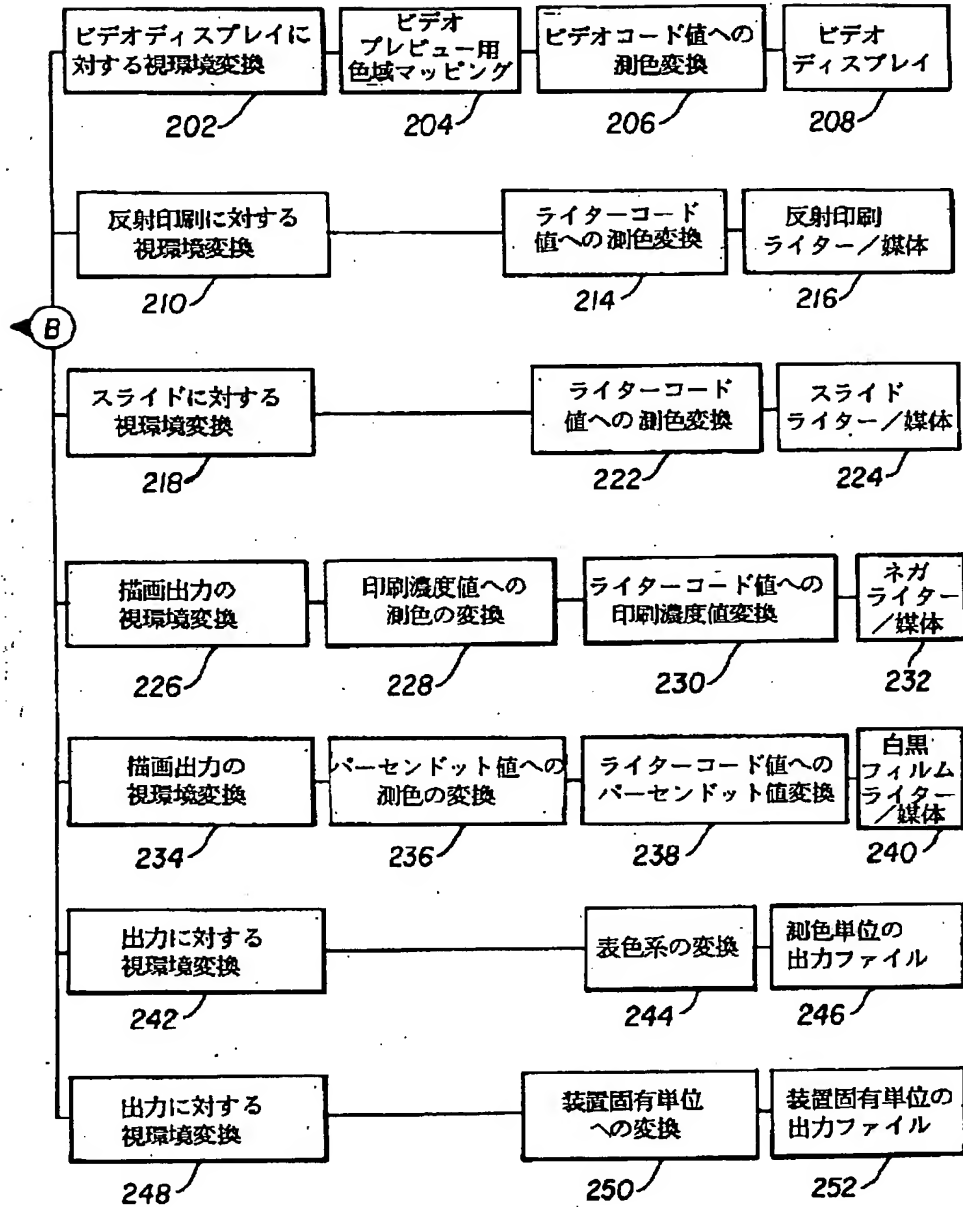 ビデオディスプレイに
対する視環境変換
202
ビデオ
プレビュー用
色域マッピング
204
ビデオコード値への
測色変換
206
ビデオ
ディスプレイ
208
反射印刷に対する
視環境変換
210
ライターコード
値への測色変換
214
反射印刷
ライター／媒体
216
B
スライドに対する
視環境変換
218
ライターコード
値への測色変換
222
スライド
ライター／媒体
224
描画出力の
視環境変換
226
印刷濃度値への
測色の変換
228
ライターコード値への
印刷濃度値変換
230
ネガ
ライター
／媒体
232
描画出力の
視環境変換
234
パーセンドット値への
測色の変換
236
ライターコード値への
パーセンドット値変換
238
白黒
フィルム
ライター
／媒体
240
出力に対する
視環境変換
242
表色系の変換
244
測色単位の
出力ファイル
246
出力に対する
視環境変換
248
装置固有単位
への変換
250
装置固有単位の
出力ファイル
252